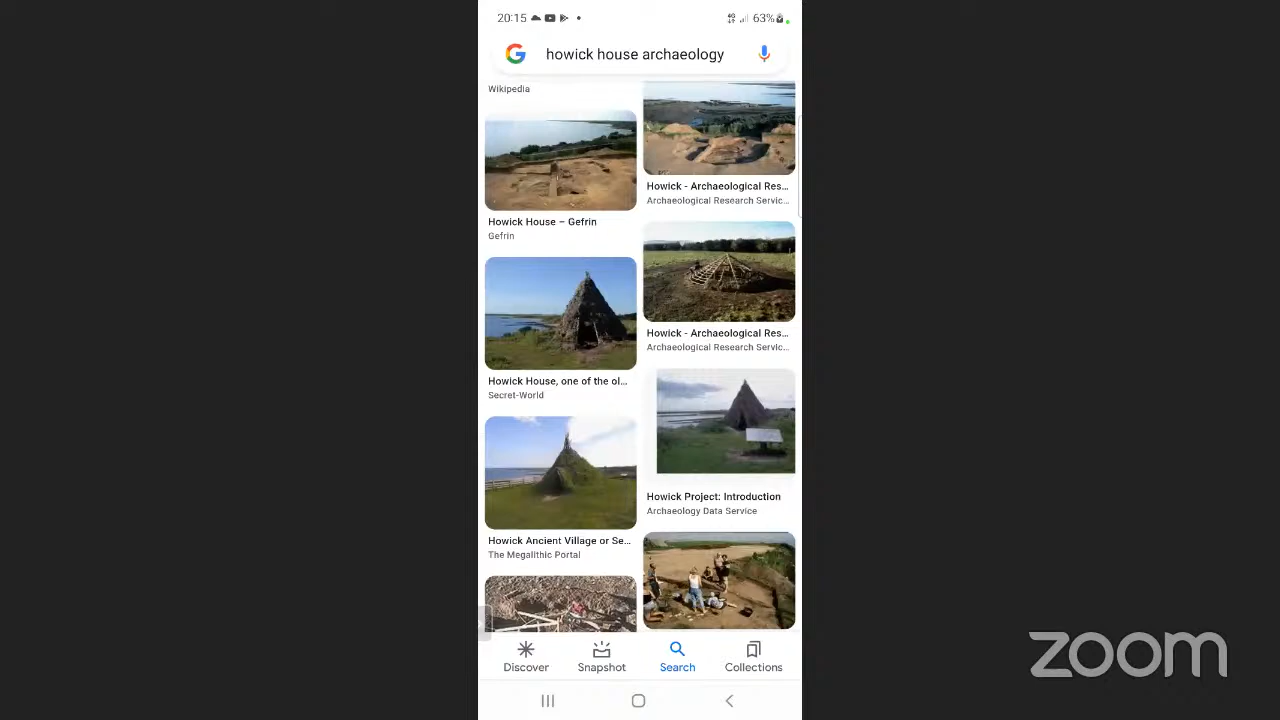 20:15
4G
63%
howick house archaeology
Wikipedia
Howick House – Gefrin
Gefrin
Howick House, one of the ol...
Secret-World
Howick Ancient Village or Se...
The Megalithic Portal
Howick - Archaeological Res...
Archaeological Research Servic...
Howick - Archaeological Res...
Archaeological Research Servic...
Howick Project: Introduction
Archaeology Data Service
Discover
Snapshot
Search
Collections
zoom